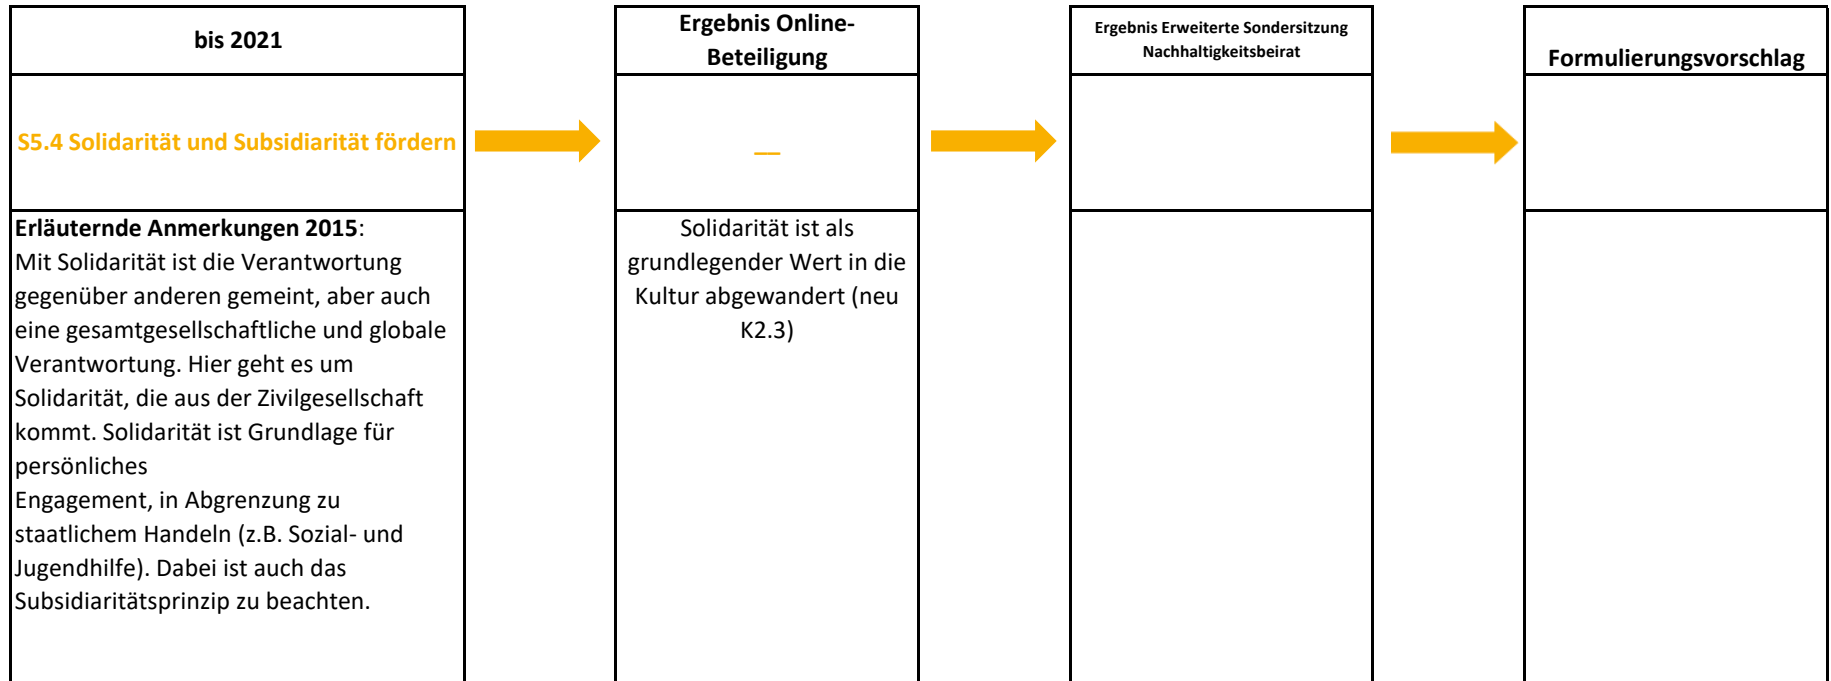 bis 2021
Ergebnis Online-
Beteiligung
Ergebnis Erweiterte Sondersitzung
Nachhaltigkeitsbeirat
Formulierungsvorschlag
S5.4 Solidarität und Subsidiarität fördern
__
Erläuternde Anmerkungen 2015:
Mit Solidarität ist die Verantwortung
gegenüber anderen gemeint, aber auch
eine gesamtgesellschaftliche und globale
Verantwortung. Hier geht es um
Solidarität, die aus der Zivilgesellschaft
kommt. Solidarität ist Grundlage für
persönliches
Engagement, in Abgrenzung zu
staatlichem Handeln (z.B. Sozial- und
Jugendhilfe). Dabei ist auch das
Subsidiaritätsprinzip zu beachten.
Solidarität ist als
grundlegender Wert in die
Kultur abgewandert (neu
K2.3)